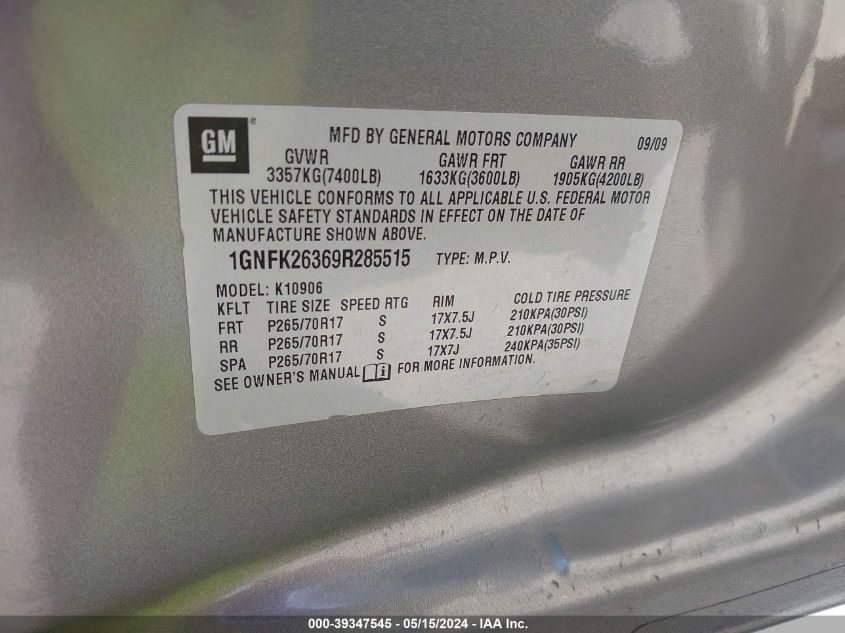 GM ®
MFD BY GENERAL MOTORS COMPANY 09/09
GVWR GAWR FRT GAWR RR
3357KG(7400LB) 1633KG(3600LB) 1905KG(4200LB)
THIS VEHICLE CONFORMS TO ALL APPLICABLE U.S. FEDERAL MOTOR
VEHICLE SAFETY STANDARDS IN EFFECT ON THE DATE OF
MANUFACTURE SHOWN ABOVE.
1GNFK26369R285515 TYPE: M.P.V.
MODEL: K10906
KFLT TIRE SIZE SPEED RTG RIM COLD TIRE PRESSURE
FRT P265/70R17 S 17X7.5J 210KPA(30PSI)
RR P265/70R17 S 17X7.5J 210KPA(30PSI)
SPA P265/70R17 S 17X7J 240KPA(35PSI)
SEE OWNER'S MANUAL FOR MORE INFORMATION.
000-39347545 — 05/15/2024 — IAA Inc.